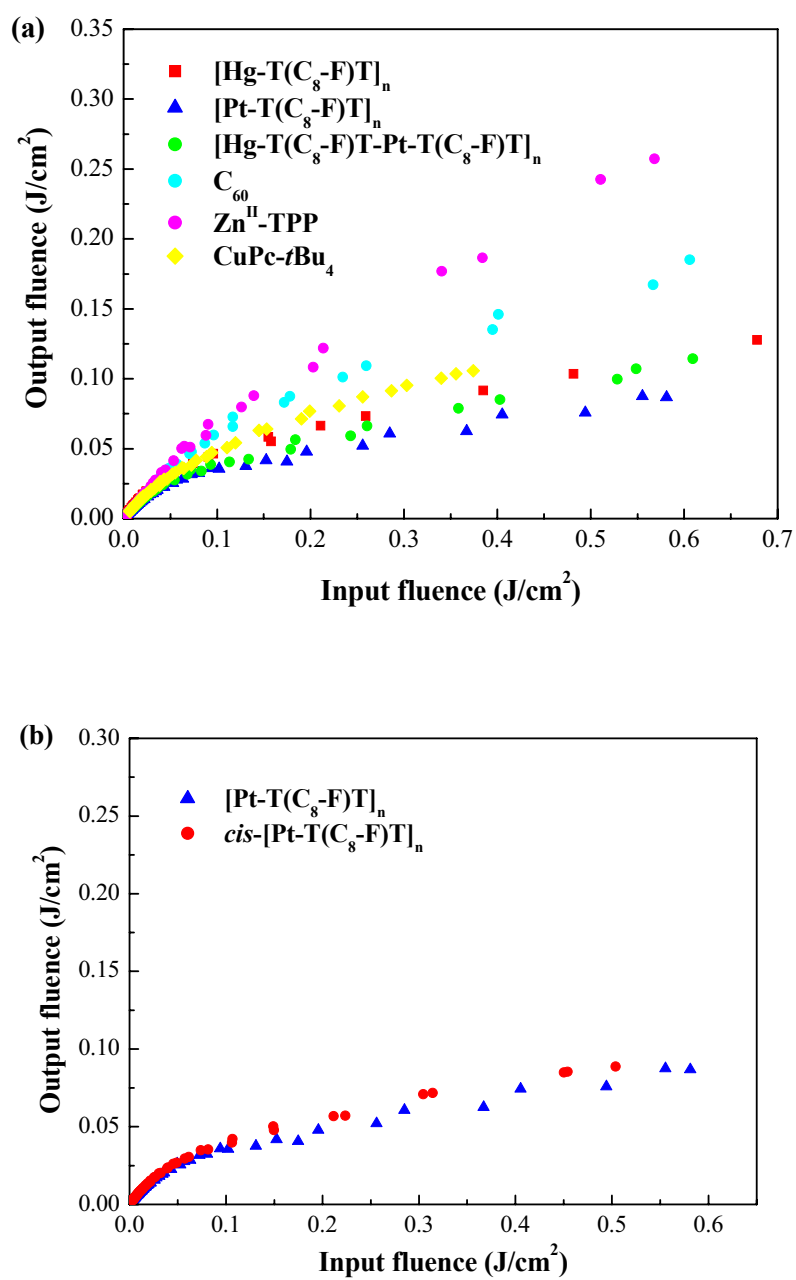 (a)
0.35
0.30
0.25
0.20
0.15
0.10
0.05
0.00
Output fluence (J/cm²)
[Hg-T(C₈-F)T]ₙ
[Pt-T(C₈-F)T]ₙ
[Hg-T(C₈-F)T-Pt-T(C₈-F)T]ₙ
C₆₀
Znᴵᴵ-TPP
CuPc-tBu₄
0.0 0.1 0.2 0.3 0.4 0.5 0.6 0.7
Input fluence (J/cm²)
(b)
0.30
0.25
0.20
0.15
0.10
0.05
0.00
Output fluence (J/cm²)
[Pt-T(C₈-F)T]ₙ
cis-[Pt-T(C₈-F)T]ₙ
0.0 0.1 0.2 0.3 0.4 0.5 0.6
Input fluence (J/cm²)